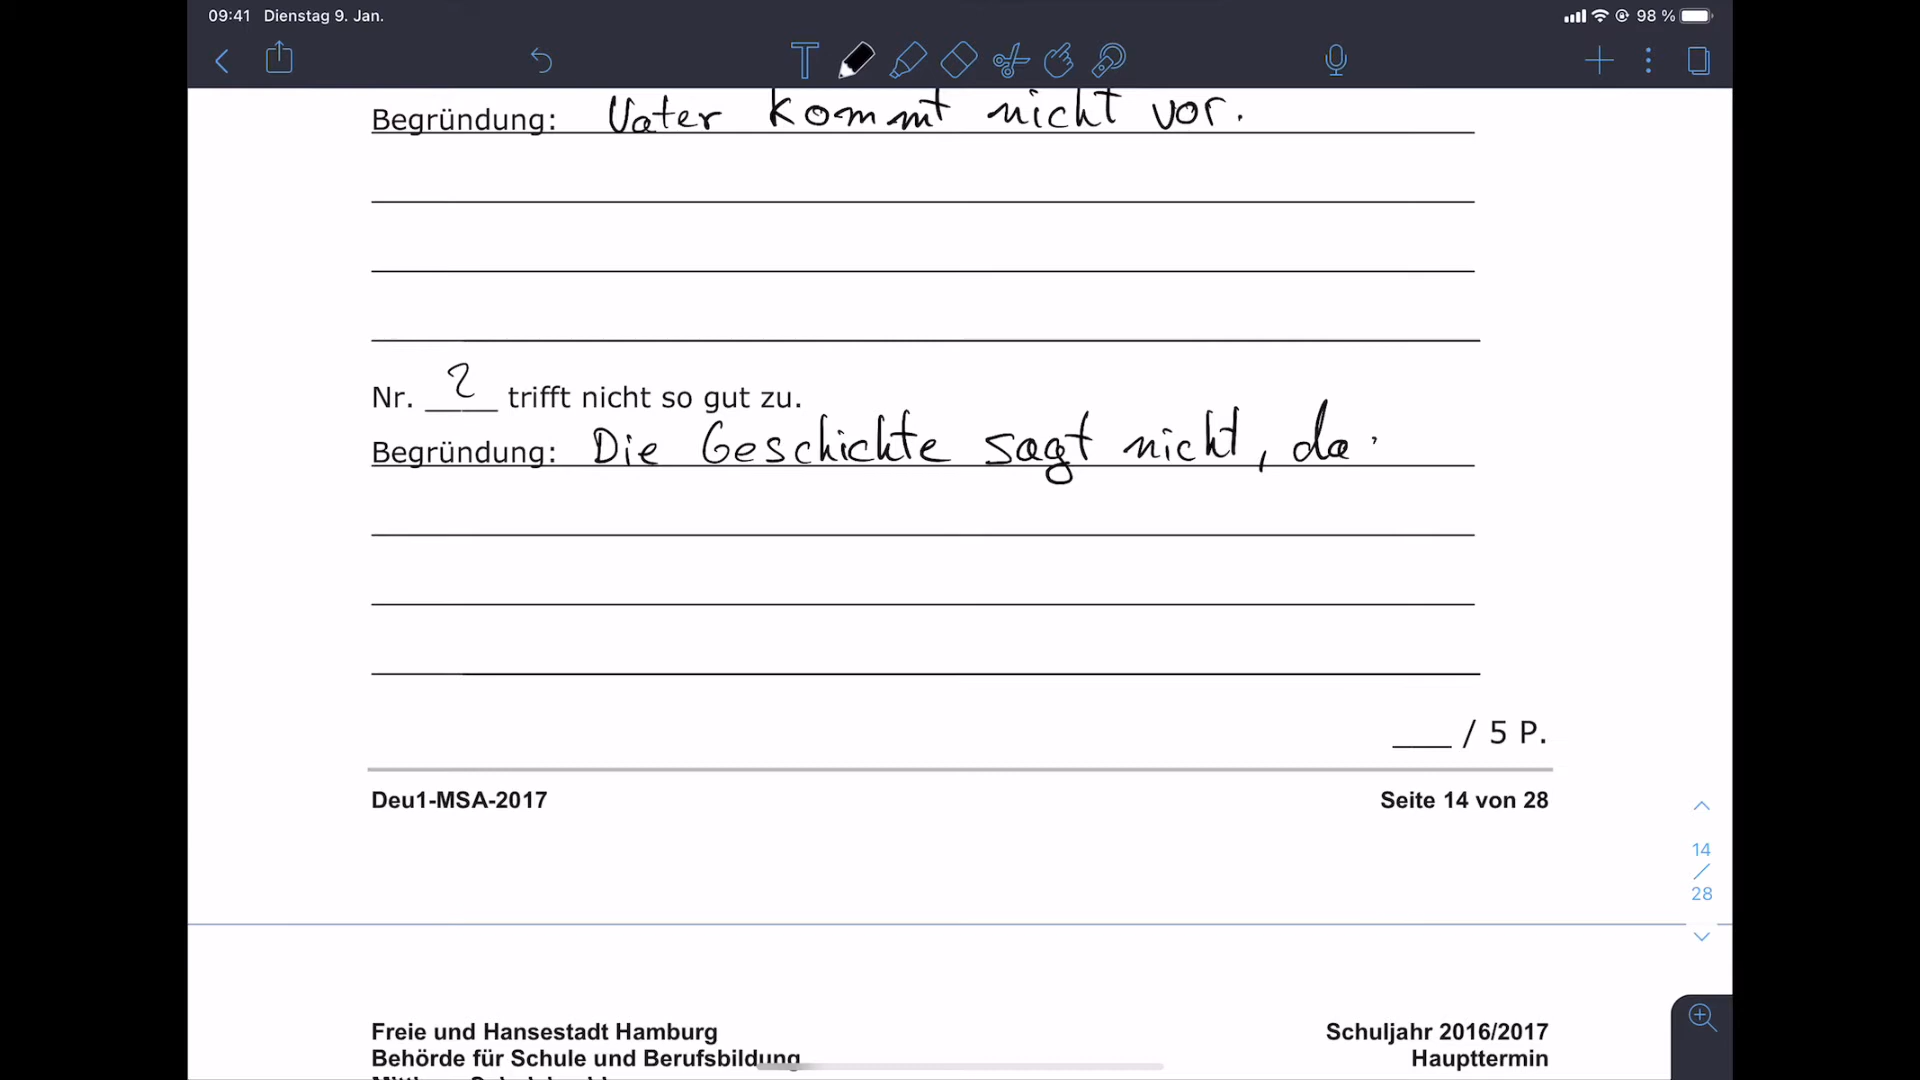 09:41 Dienstag 9. Jan. 98 %
T
Begründung: Vater kommt nicht vor.
Nr. 2 trifft nicht so gut zu.
Begründung: Die Geschichte sagt nicht, da
___ / 5 P.
Deu1-MSA-2017 Seite 14 von 28
14
/
28
Freie und Hansestadt Hamburg Schuljahr 2016/2017
Behörde für Schule und Berufsbildung Haupttermin